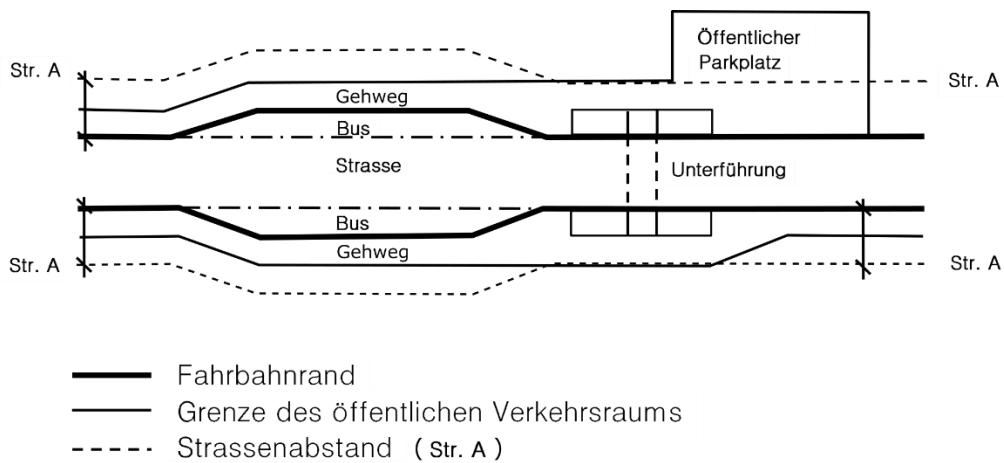 Öffentlicher
Parkplatz
Str. A
Str. A
Gehweg
Bus
Strasse
Unterführung
Bus
Gehweg
Str. A
Str. A
Fahrbahnrand
Grenze des öffentlichen Verkehrsraums
Strassenabstand ( Str. A )